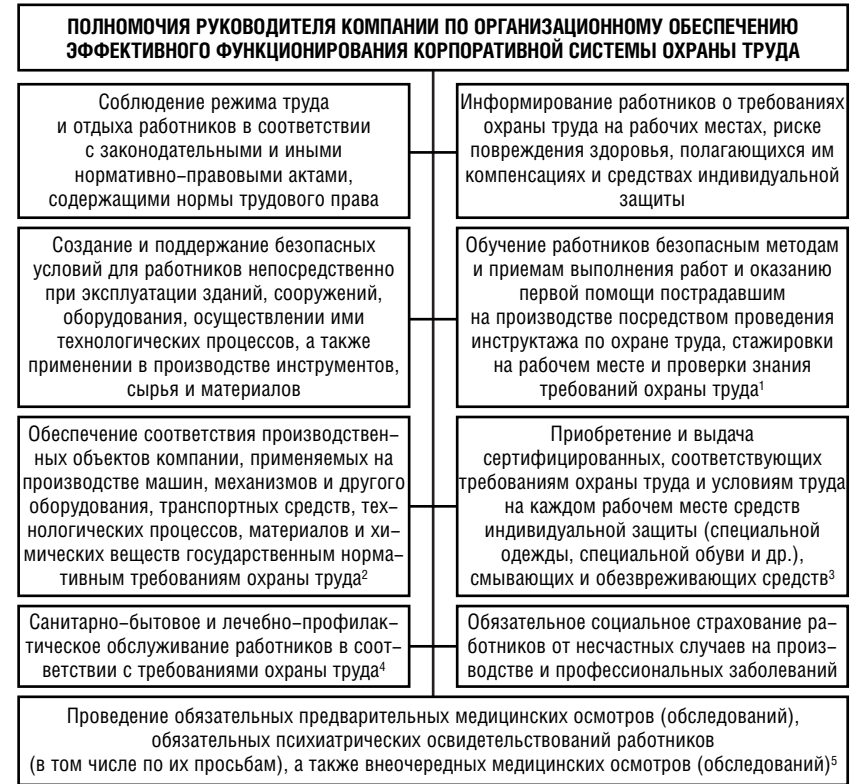 ПОЛНОМОЧИЯ РУКОВОДИТЕЛЯ КОМПАНИИ ПО ОРГАНИЗАЦИОННОМУ ОБЕСПЕЧЕНИЮ
ЭФФЕКТИВНОГО ФУНКЦИОНИРОВАНИЯ КОРПОРАТИВНОЙ СИСТЕМЫ ОХРАНЫ ТРУДА
Соблюдение режима труда
и отдыха работников в соответствии
с законодательными и иными
нормативно-правовыми актами,
содержащими нормы трудового права
Информирование работников о требованиях
охраны труда на рабочих местах, риске
повреждения здоровья, полагающихся им
компенсациях и средствах индивидуальной
защиты
Создание и поддержание безопасных
условий для работников непосредственно
при эксплуатации зданий, сооружений,
оборудования, осуществлении ими
технологических процессов, а также
применении в производстве инструментов,
сырья и материалов
Обучение работников безопасным методам
и приемам выполнения работ и оказанию
первой помощи пострадавшим
на производстве посредством проведения
инструктажа по охране труда, стажировки
на рабочем месте и проверки знания
требований охраны труда¹
Обеспечение соответствия производствен-
ных объектов компании, применяемых на
производстве машин, механизмов и другого
оборудования, транспортных средств, тех-
нологических процессов, материалов и хи-
мических веществ государственным норма-
тивным требованиям охраны труда²
Приобретение и выдача
сертифицированных, соответствующих
требованиям охраны труда и условиям труда
на каждом рабочем месте средств
индивидуальной защиты (специальной
одежды, специальной обуви и др.),
смывающих и обезвреживающих средств³
Санитарно-бытовое и лечебно-профилак-
тическое обслуживание работников в соот-
ветствии с требованиями охраны труда⁴
Обязательное социальное страхование ра-
ботников от несчастных случаев на произ-
водстве и профессиональных заболеваний
Проведение обязательных предварительных медицинских осмотров (обследований),
обязательных психиатрических освидетельствований работников
(в том числе по их просьбам), а также внеочередных медицинских осмотров (обследований)⁵